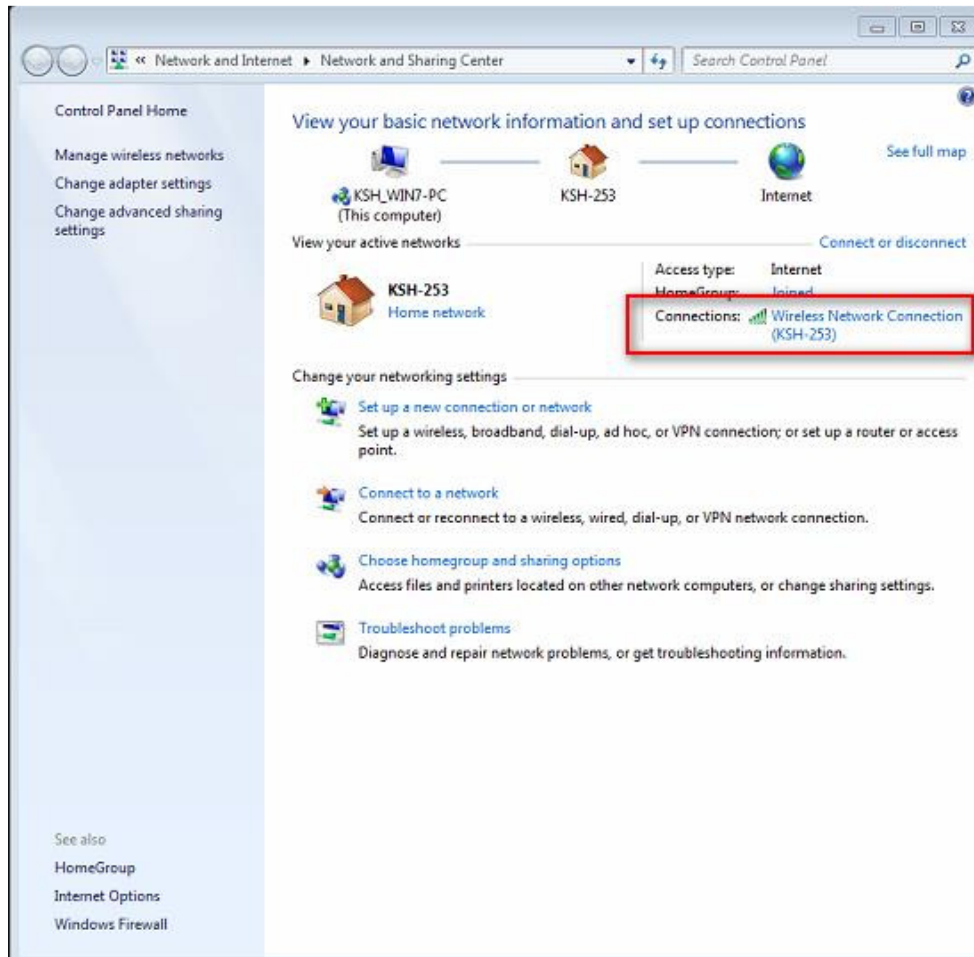 « Network and Internet ▸ Network and Sharing Center
Search Control Panel
Control Panel Home
Manage wireless networks
Change adapter settings
Change advanced sharing
settings
See also
HomeGroup
Internet Options
Windows Firewall
View your basic network information and set up connections
See full map
KSH_WIN7-PC
(This computer)
KSH-253
Internet
View your active networks
Connect or disconnect
KSH-253
Home network
Access type: Internet
HomeGroup: Joined
Connections: Wireless Network Connection
(KSH-253)
Change your networking settings
Set up a new connection or network
Set up a wireless, broadband, dial-up, ad hoc, or VPN connection; or set up a router or access
point.
Connect to a network
Connect or reconnect to a wireless, wired, dial-up, or VPN network connection.
Choose homegroup and sharing options
Access files and printers located on other network computers, or change sharing settings.
Troubleshoot problems
Diagnose and repair network problems, or get troubleshooting information.